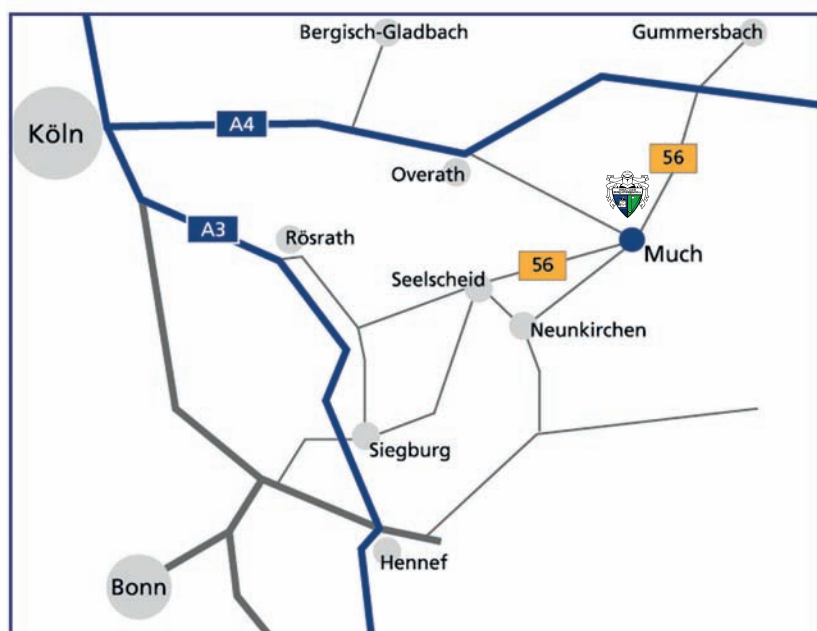 Bergisch-Gladbach
Gummersbach
Köln
A4
56
Overath
A3
Rösrath
Much
56
Seelscheid
Neunkirchen
Siegburg
Hennef
Bonn